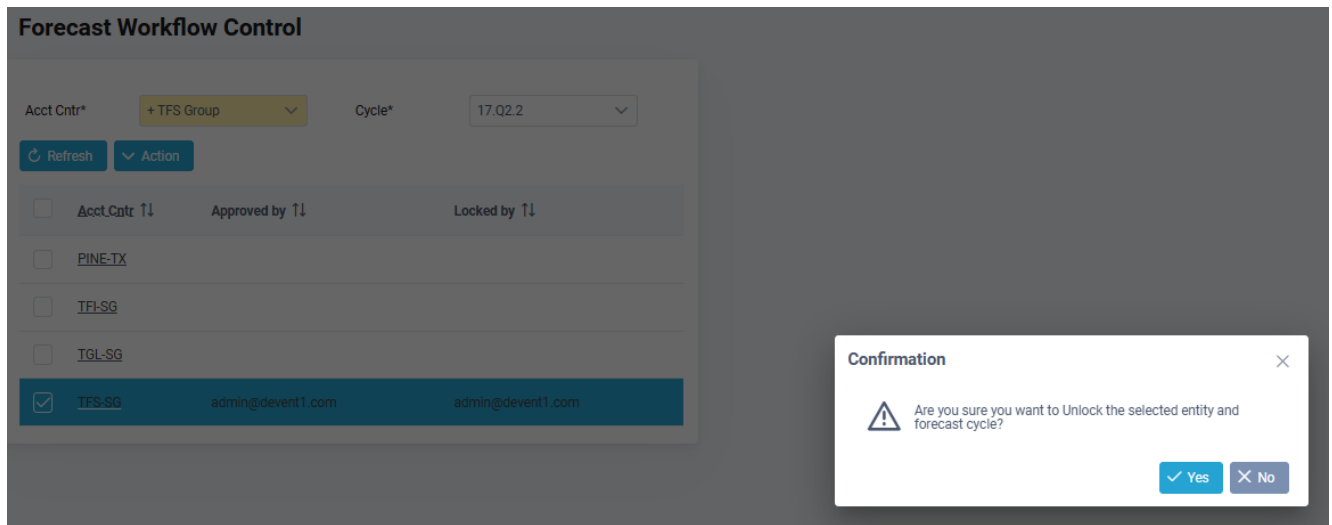 Forecast Workflow Control
Acct Cntr* + TFS Group Cycle* 17.Q2.2
Refresh Action
Acct Cntr Approved by Locked by
PINE-TX
TFI-SG
TGL-SG
TFS-SG admin@devent1.com admin@devent1.com
Confirmation
Are you sure you want to Unlock the selected entity and
forecast cycle?
Yes No